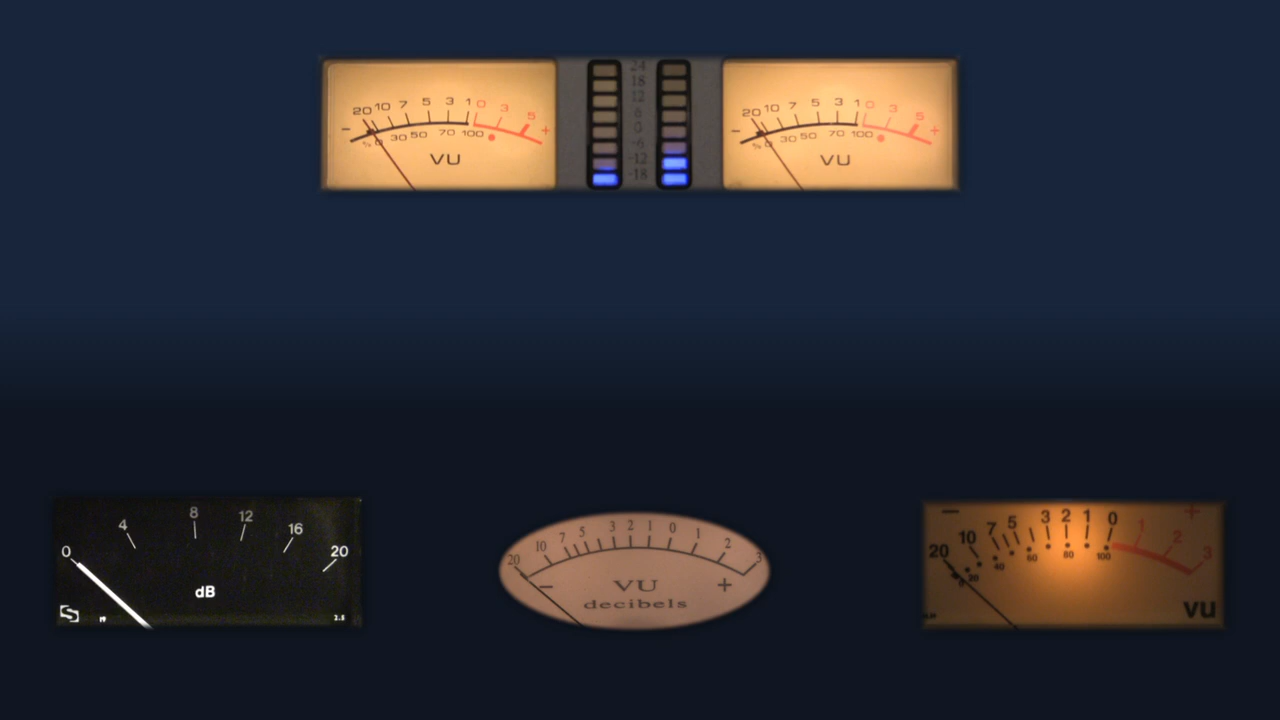 20 10 7 5 3 1 0 3 5
- +
% 0 30 50 70 100
VU
24
18
12
6
0
-6
-12
-18
20 10 7 5 3 1 0 3 5
- +
% 0 30 50 70 100
VU
0 4 8 12 16 20
dB
2.5
20 10 7 5 3 2 1 0 1 2 3
- +
VU
decibels
- +
20 10 7 5 3 2 1 0 1 2 3
0 20 40 60 80 100
VU